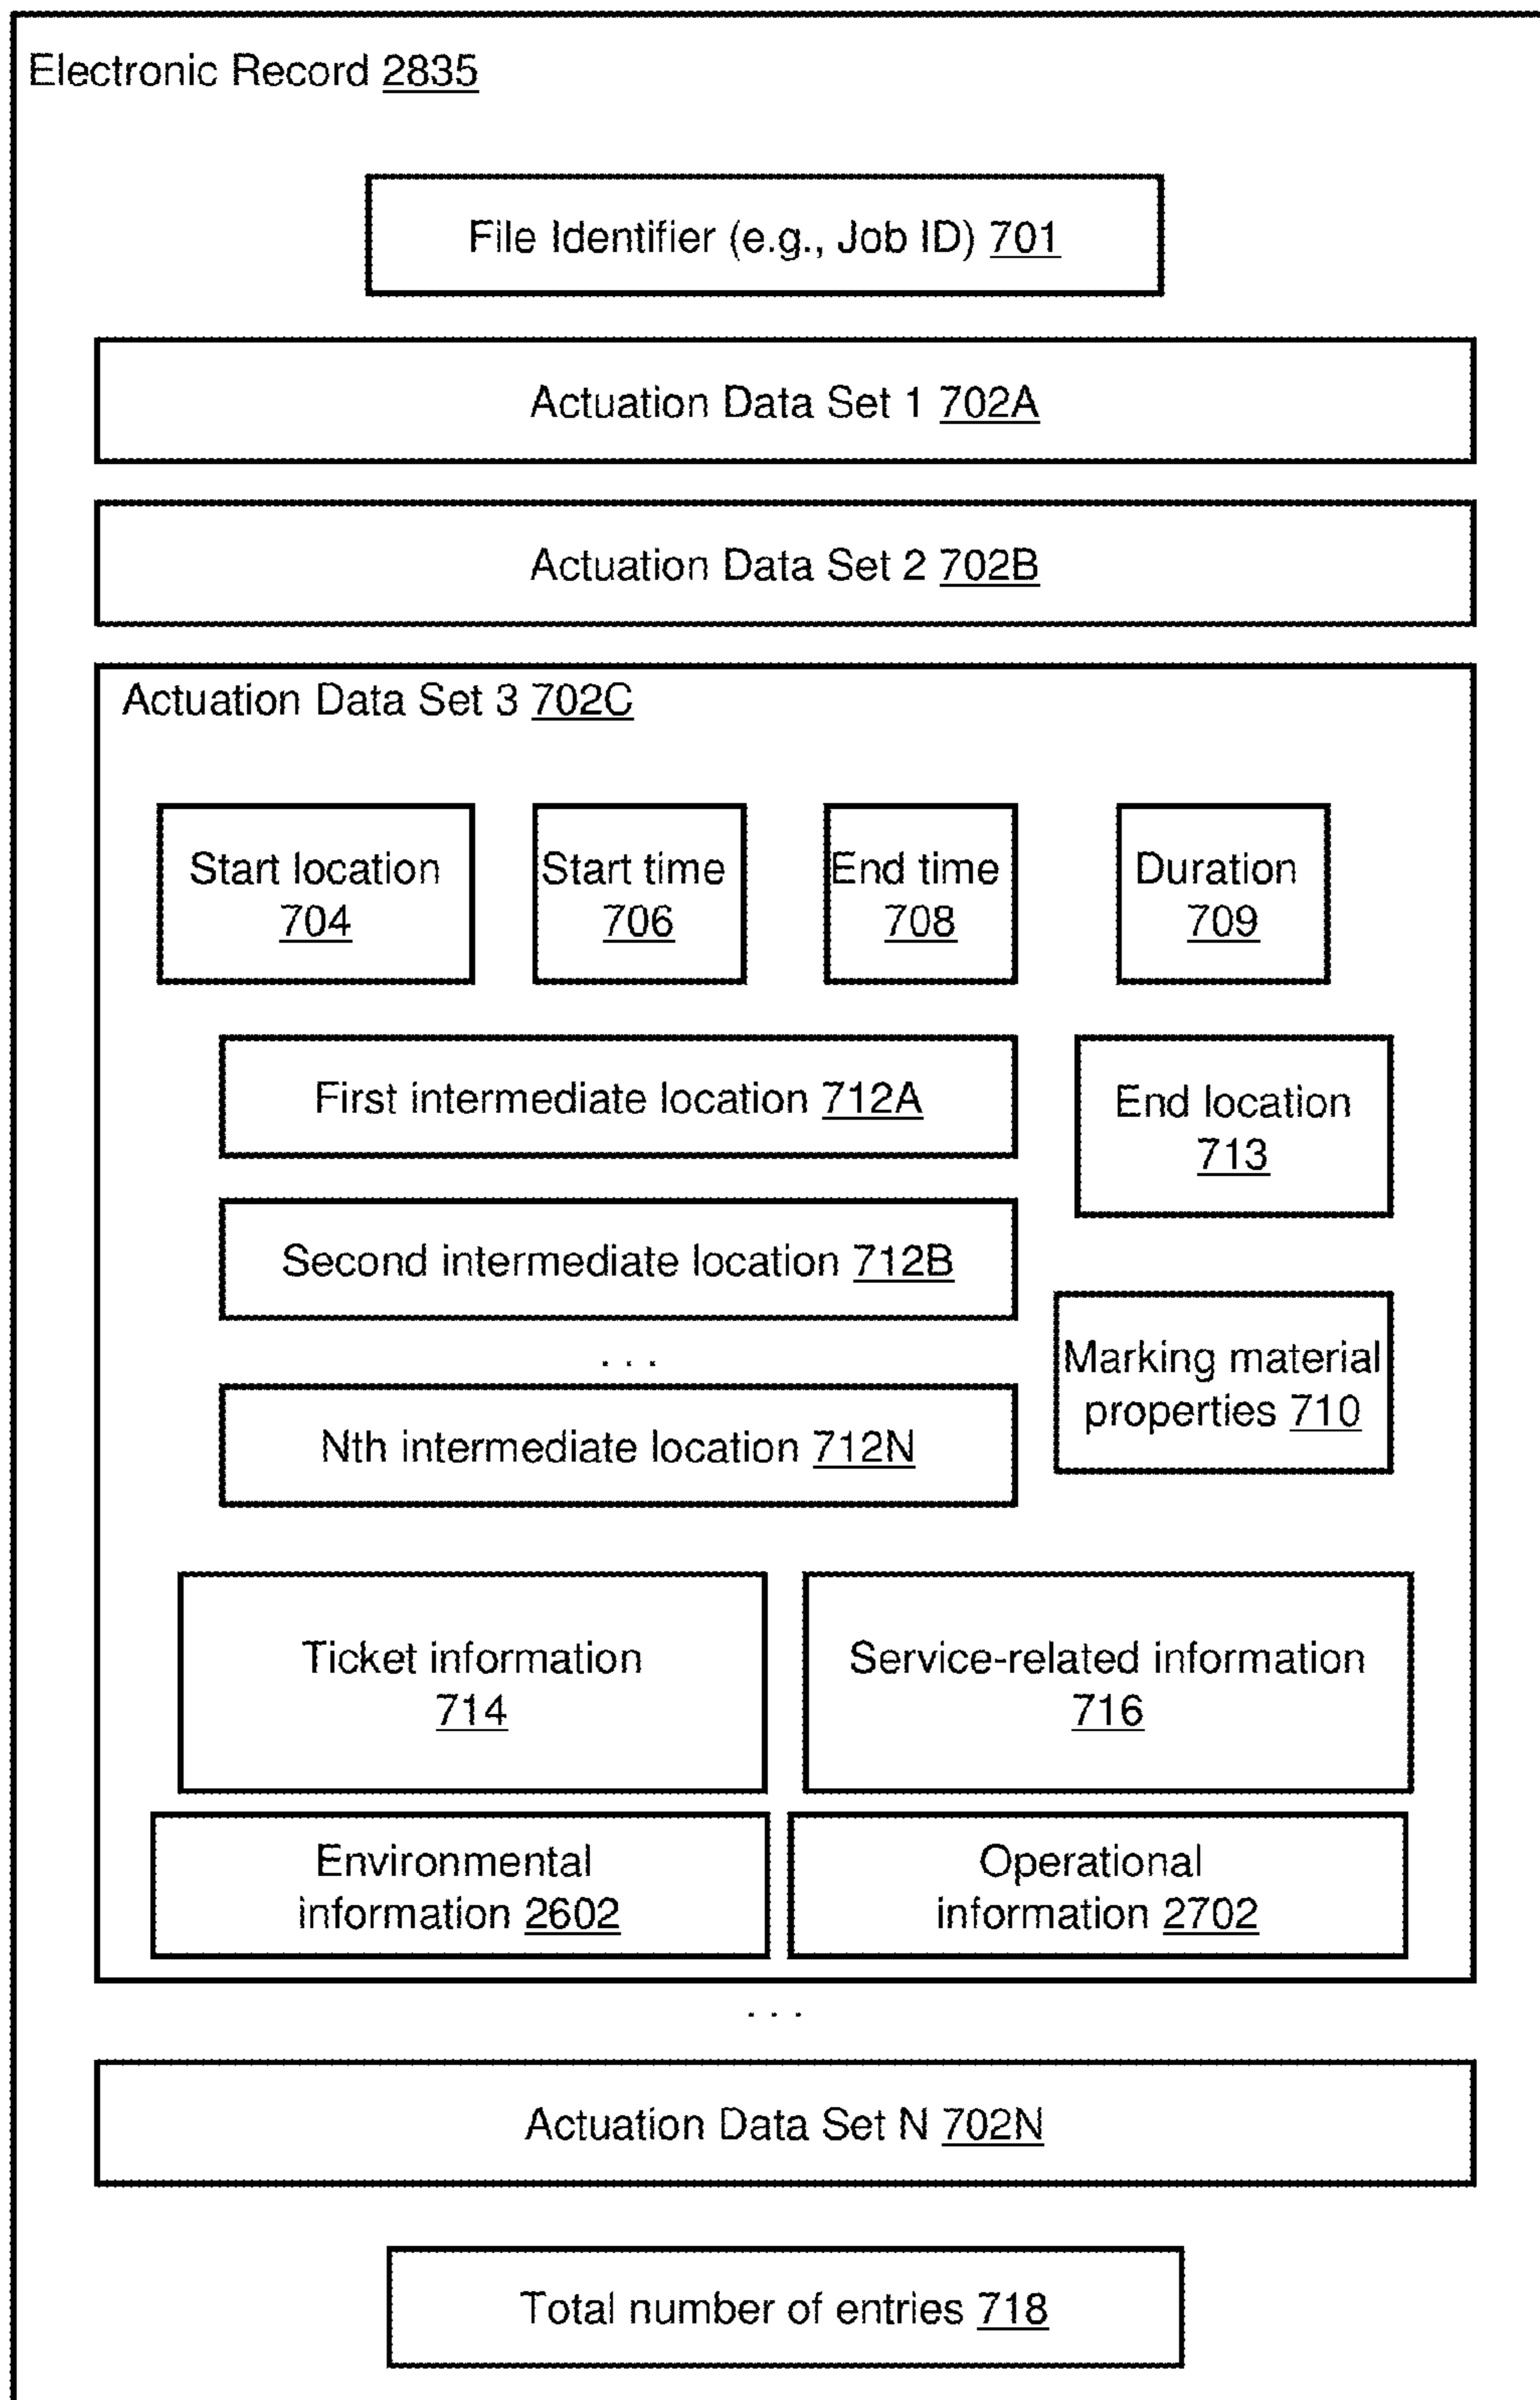 Electronic Record 2835
File Identifier (e.g., Job ID) 701
Actuation Data Set 1 702A
Actuation Data Set 2 702B
Actuation Data Set 3 702C
Start location
704
Start time
706
End time
708
Duration
709
First intermediate location 712A
End location
713
Second intermediate location 712B
. . .
Marking material
properties 710
Nth intermediate location 712N
Ticket information
714
Service-related information
716
Environmental
information 2602
Operational
information 2702
. . .
Actuation Data Set N 702N
Total number of entries 718